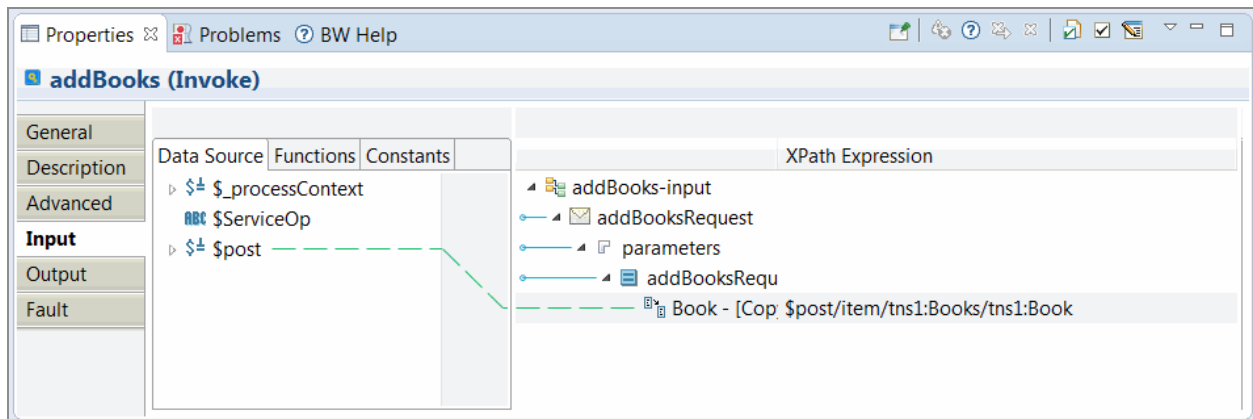 Properties Problems BW Help
addBooks (Invoke)
General
Description
Advanced
Input
Output
Fault
Data Source Functions Constants
$_processContext
ABC $ServiceOp
$post
XPath Expression
addBooks-input
addBooksRequest
parameters
addBooksRequ
Book - [Cop $post/item/tns1:Books/tns1:Book